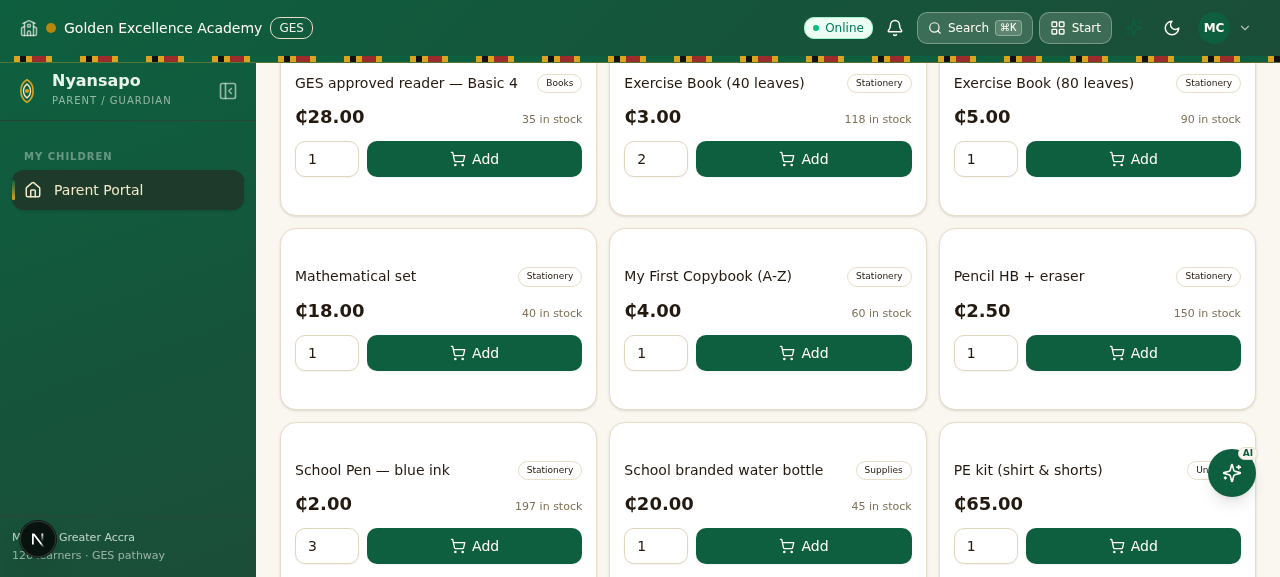 Golden Excellence Academy GES
Online
Search ⌘K
Start
MC
Nyansapo
PARENT / GUARDIAN
MY CHILDREN
Parent Portal
Greater Accra
GES pathway
GES approved reader — Basic 4 Books
₵28.00 35 in stock
1 Add
Exercise Book (40 leaves) Stationery
₵3.00 118 in stock
2 Add
Exercise Book (80 leaves) Stationery
₵5.00 90 in stock
1 Add
Mathematical set Stationery
₵18.00 40 in stock
1 Add
My First Copybook (A-Z) Stationery
₵4.00 60 in stock
1 Add
Pencil HB + eraser Stationery
₵2.50 150 in stock
1 Add
School Pen — blue ink Stationery
₵2.00 197 in stock
3 Add
School branded water bottle Supplies
₵20.00 45 in stock
1 Add
PE kit (shirt & shorts)
₵65.00
1 Add
AI
N